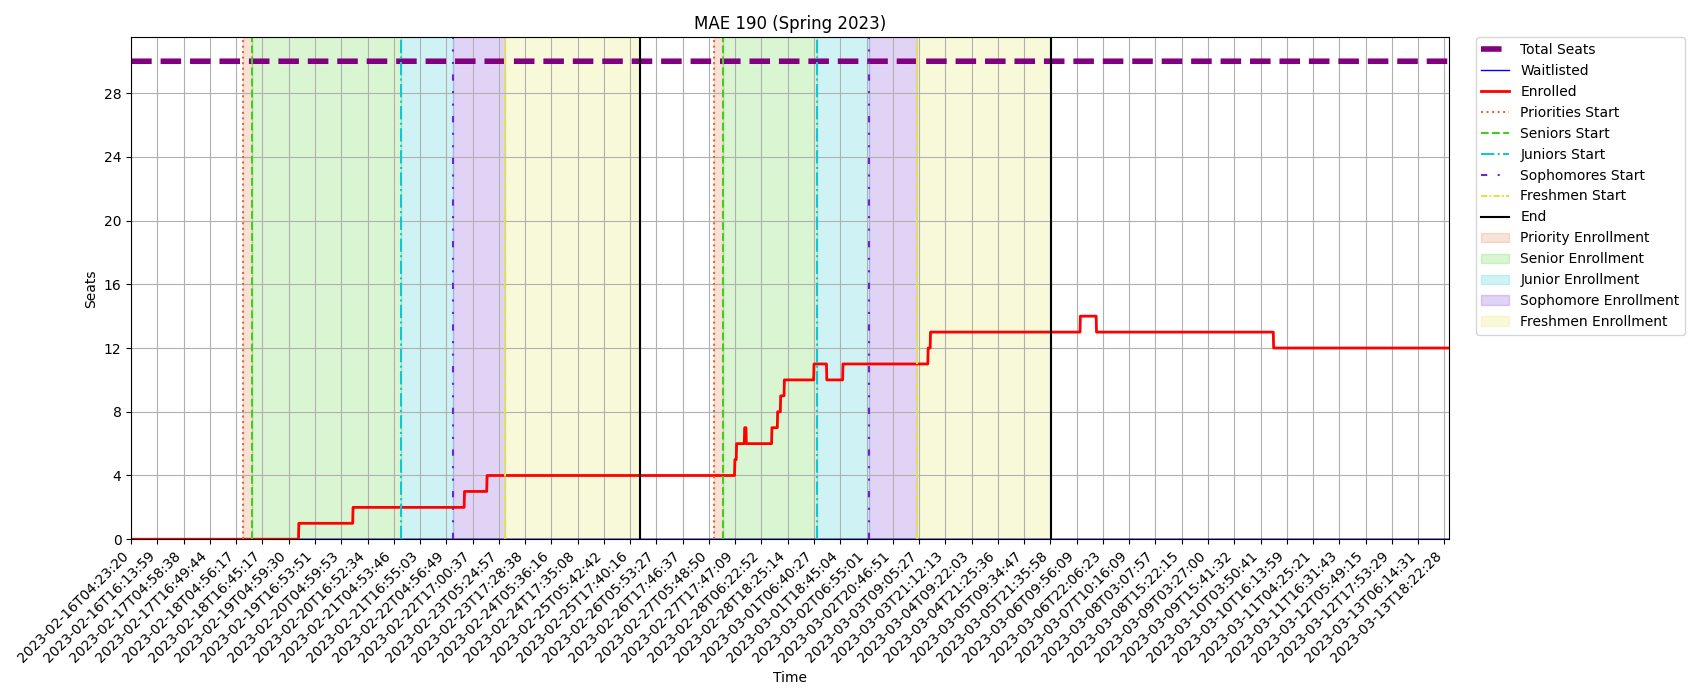 MAE 190 (Spring 2023)
Total Seats
Waitlisted
Enrolled
Priorities Start
Seniors Start
Juniors Start
Sophomores Start
Freshmen Start
End
Priority Enrollment
Senior Enrollment
Junior Enrollment
Sophomore Enrollment
Freshmen Enrollment
Seats
28
24
20
16
12
8
4
0
2023-02-16T04:23:20
2023-02-16T16:13:59
2023-02-17T04:58:38
2023-02-17T16:49:44
2023-02-18T04:56:17
2023-02-18T16:45:17
2023-02-19T04:59:30
2023-02-19T16:53:51
2023-02-20T04:59:53
2023-02-20T16:52:34
2023-02-21T04:53:46
2023-02-21T16:55:03
2023-02-22T04:56:49
2023-02-22T17:00:37
2023-02-23T05:24:57
2023-02-23T17:28:38
2023-02-24T05:36:16
2023-02-24T17:35:08
2023-02-25T05:42:42
2023-02-25T17:40:16
2023-02-26T05:53:27
2023-02-26T17:46:37
2023-02-27T05:48:50
2023-02-27T17:47:09
2023-02-28T06:22:52
2023-02-28T18:25:14
2023-03-01T06:40:27
2023-03-01T18:45:04
2023-03-02T06:55:01
2023-03-02T20:46:51
2023-03-03T09:05:27
2023-03-03T21:12:13
2023-03-04T09:22:03
2023-03-04T21:25:36
2023-03-05T09:34:47
2023-03-05T21:35:58
2023-03-06T09:56:09
2023-03-06T22:06:23
2023-03-07T10:16:09
2023-03-08T03:07:57
2023-03-08T15:22:15
2023-03-09T03:27:00
2023-03-09T15:41:32
2023-03-10T03:50:41
2023-03-10T16:13:59
2023-03-11T04:25:21
2023-03-11T16:31:43
2023-03-12T05:49:15
2023-03-12T17:53:29
2023-03-13T06:14:31
2023-03-13T18:22:28
Time